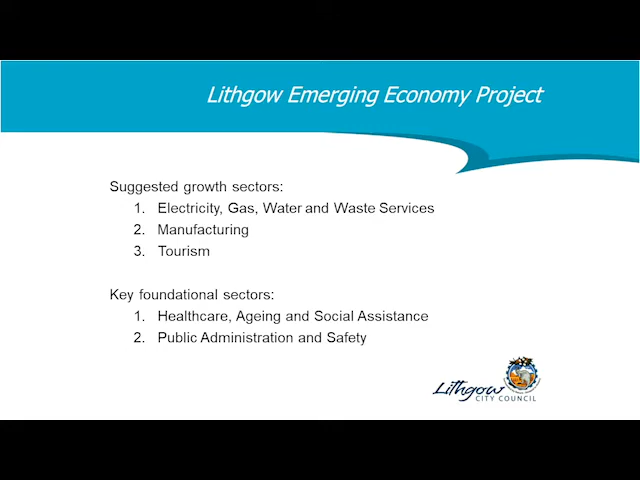 Lithgow Emerging Economy Project
Suggested growth sectors:
1. Electricity, Gas, Water and Waste Services
2. Manufacturing
3. Tourism
Key foundational sectors:
1. Healthcare, Ageing and Social Assistance
2. Public Administration and Safety
Lithgow
CITY COUNCIL